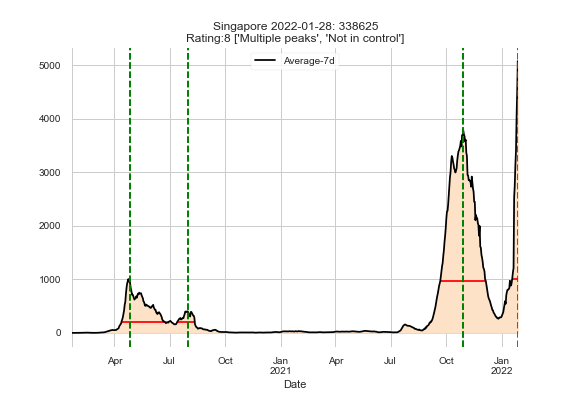 Singapore 2022-01-28: 338625
Rating:8 ['Multiple peaks', 'Not in control']
Average-7d
5000
4000
3000
2000
1000
0
Apr
Jul
Oct
Jan
2021
Apr
Jul
Oct
Jan
2022
Date